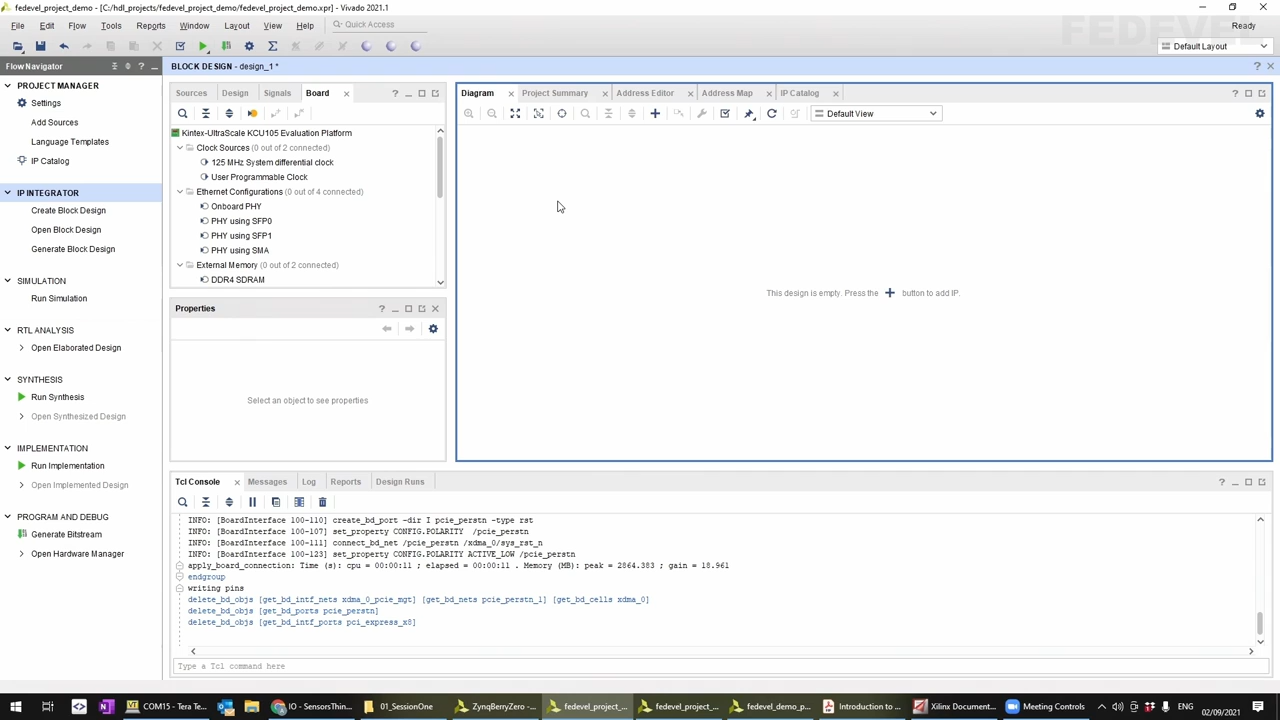 fedevel_project_demo - [C:/hdl_projects/fedevel_project_demo/fedevel_project_demo.xpr] - Vivado 2021.1
File Edit Flow Tools Reports Window Layout View Help Quick Access
FEDEVEL
Ready
Default Layout
Flow Navigator
PROJECT MANAGER
Settings
Add Sources
Language Templates
IP Catalog
IP INTEGRATOR
Create Block Design
Open Block Design
Generate Block Design
SIMULATION
Run Simulation
RTL ANALYSIS
Open Elaborated Design
SYNTHESIS
Run Synthesis
Open Synthesized Design
IMPLEMENTATION
Run Implementation
Open Implemented Design
PROGRAM AND DEBUG
Generate Bitstream
Open Hardware Manager
BLOCK DESIGN - design_1 *
Sources Design Signals Board
Kintex-UltraScale KCU105 Evaluation Platform
Clock Sources (0 out of 2 connected)
125 MHz System differential clock
User Programmable Clock
Ethernet Configurations (0 out of 4 connected)
Onboard PHY
PHY using SFP0
PHY using SFP1
PHY using SMA
External Memory (0 out of 2 connected)
DDR4 SDRAM
Properties
Select an object to see properties
Diagram Project Summary Address Editor Address Map IP Catalog
Default View
This design is empty. Press the + button to add IP.
Tcl Console Messages Log Reports Design Runs
INFO: [BoardInterface 100-110] create_bd_port -dir I pcie_perstn -type rst
INFO: [BoardInterface 100-107] set_property CONFIG.POLARITY /pcie_perstn
INFO: [BoardInterface 100-111] connect_bd_net /pcie_perstn /xdma_0/sys_rst_n
INFO: [BoardInterface 100-123] set_property CONFIG.POLARITY ACTIVE_LOW /pcie_perstn
apply_board_connection: Time (s): cpu = 00:00:11 ; elapsed = 00:00:11 . Memory (MB): peak = 2864.383 ; gain = 18.961
endgroup
writing pins
delete_bd_objs [get_bd_intf_nets xdma_0_pcie_mgt] [get_bd_nets pcie_perstn_1] [get_bd_cells xdma_0]
delete_bd_objs [get_bd_ports pcie_perstn]
delete_bd_objs [get_bd_intf_ports pci_express_x8]
Type a Tcl command here
COM15 - Tera Te... IO - SensorsThin... 01_SessionOne ZynqBerryZero -... fedevel_project_... fedevel_project_... fedevel_demo_p... Introduction to ... Xilinx Document... Meeting Controls ENG 02/09/2021